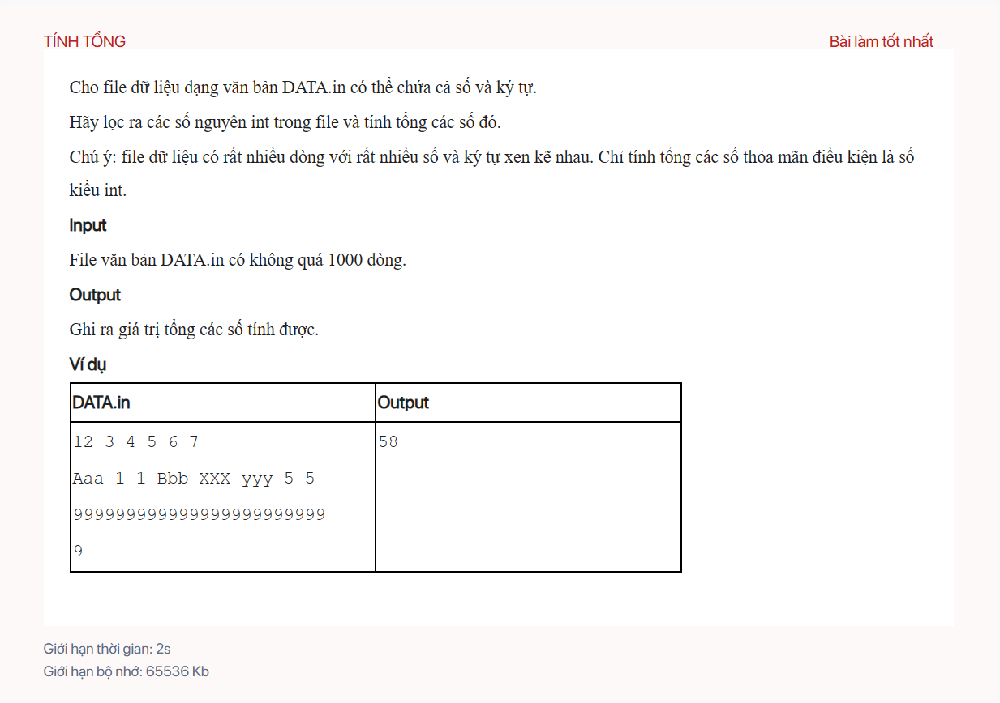 TÍNH TỔNG
Bài làm tốt nhất
Cho file dữ liệu dạng văn bản DATA.in có thể chứa cả số và ký tự.
Hãy lọc ra các số nguyên int trong file và tính tổng các số đó.
Chú ý: file dữ liệu có rất nhiều dòng với rất nhiều số và ký tự xen kẽ nhau. Chỉ tính tổng các số thỏa mãn điều kiện là số
kiểu int.
Input
File văn bản DATA.in có không quá 1000 dòng.
Output
Ghi ra giá trị tổng các số tính được.
Ví dụ
DATA.in Output
12 3 4 5 6 7 58
Aaa 1 1 Bbb XXX yyy 5 5
999999999999999999999999
9
Giới hạn thời gian: 2s
Giới hạn bộ nhớ: 65536 Kb